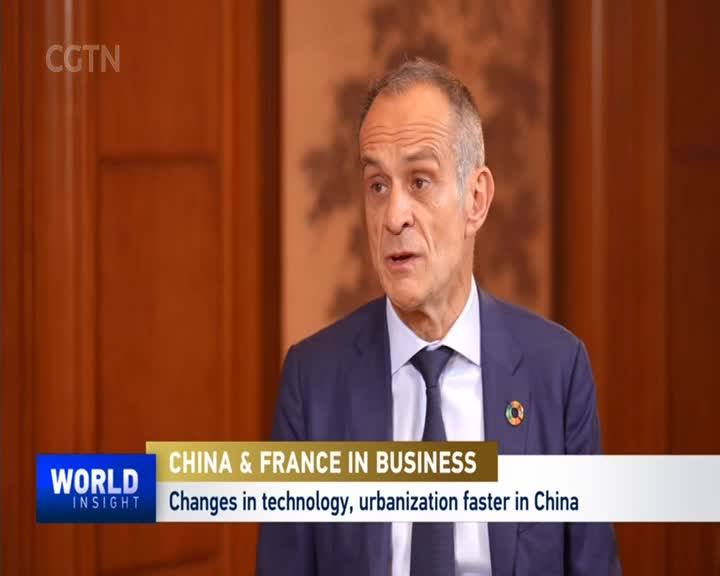 CGTN
CHINA & FRANCE IN BUSINESS
WORLD
INSIGHT
Changes in technology, urbanization faster in China